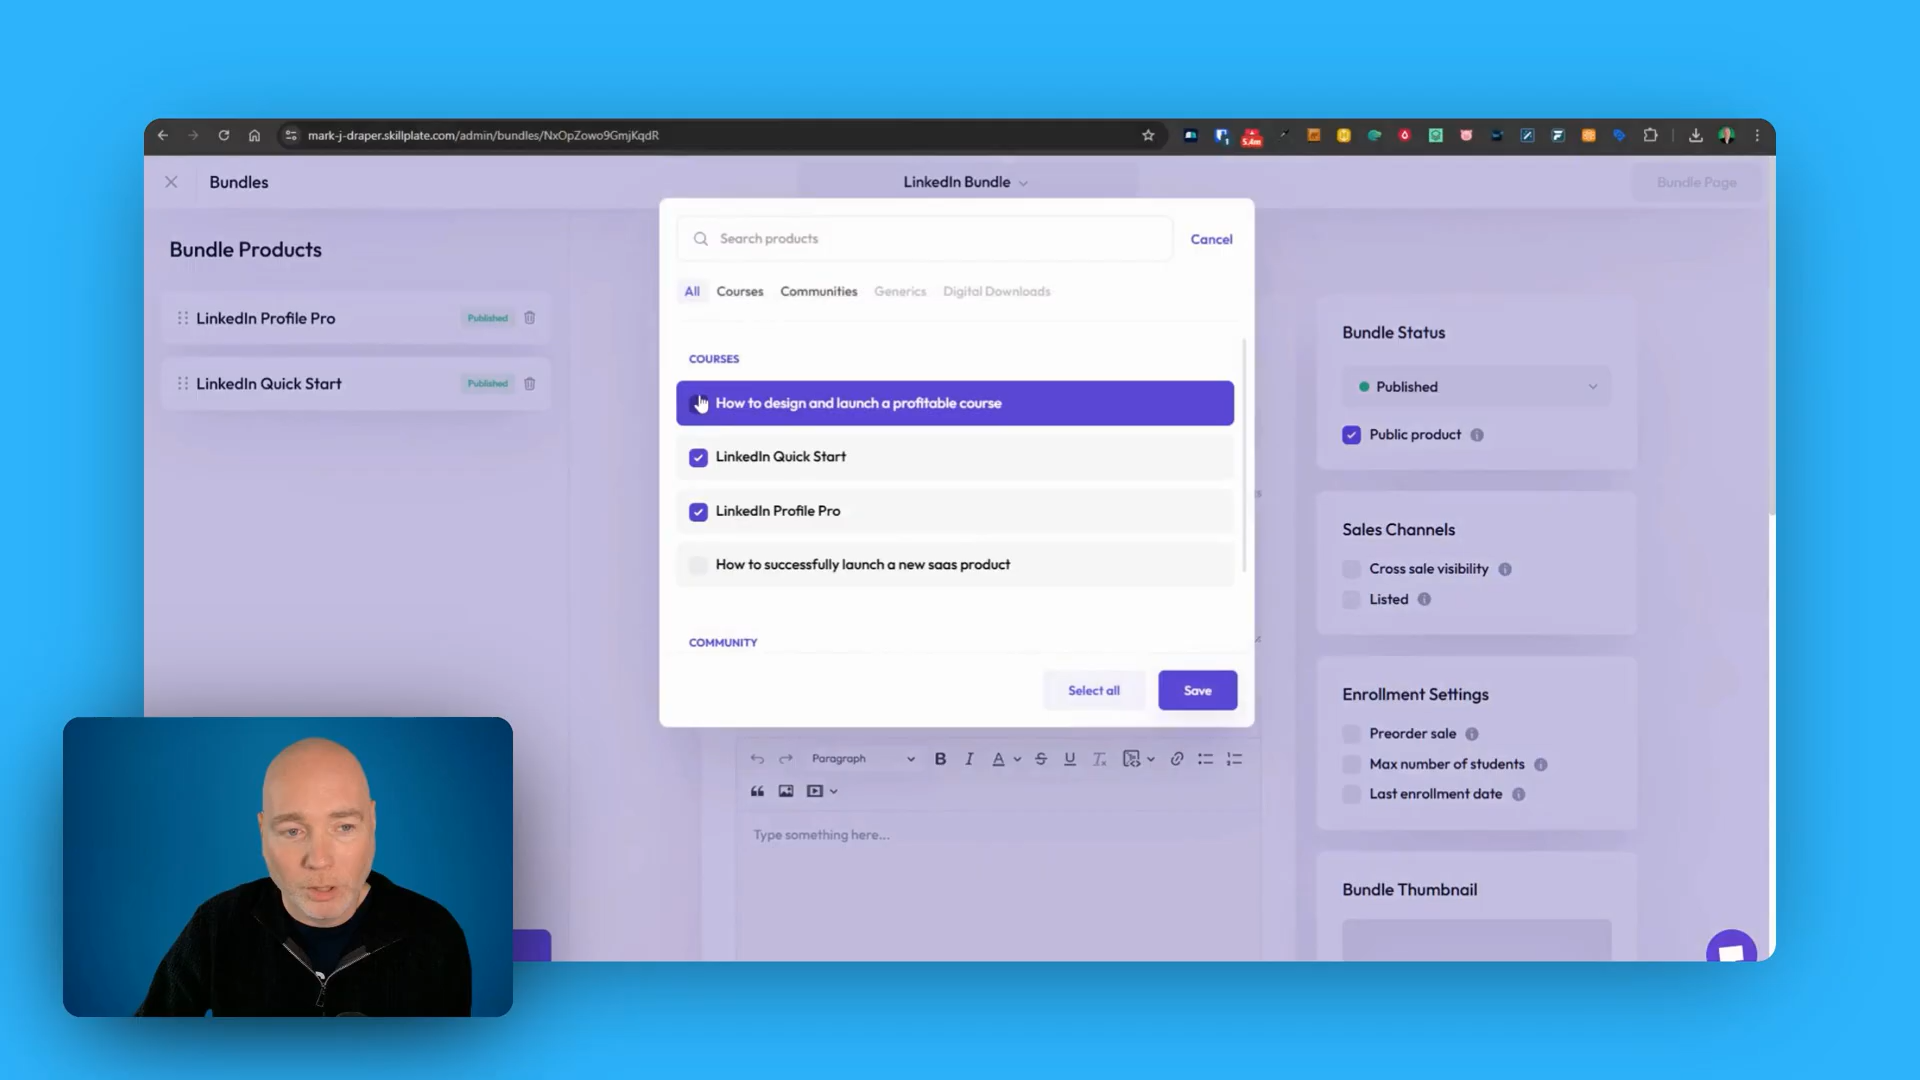 mark-j-draper.skillplate.com/admin/bundles/NxOpZowo9GmjKqdR
5.4m
Bundles
LinkedIn Bundle
Bundle Page
Bundle Products
LinkedIn Profile Pro
Published
LinkedIn Quick Start
Published
Search products
Cancel
All Courses Communities Generics Digital Downloads
COURSES
How to design and launch a profitable course
LinkedIn Quick Start
LinkedIn Profile Pro
How to successfully launch a new saas product
COMMUNITY
Select all
Save
Paragraph
Type something here...
Bundle Status
Published
Public product
Sales Channels
Cross sale visibility
Listed
Enrollment Settings
Preorder sale
Max number of students
Last enrollment date
Bundle Thumbnail